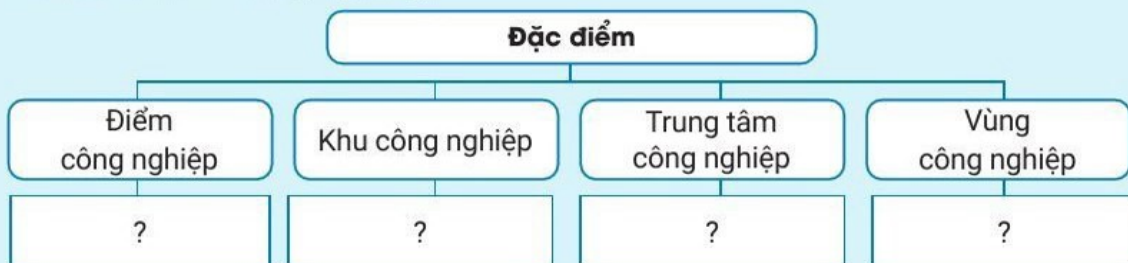 Đặc điểm
Điểm
công nghiệp
Khu công nghiệp
Trung tâm
công nghiệp
Vùng
công nghiệp
?
?
?
?